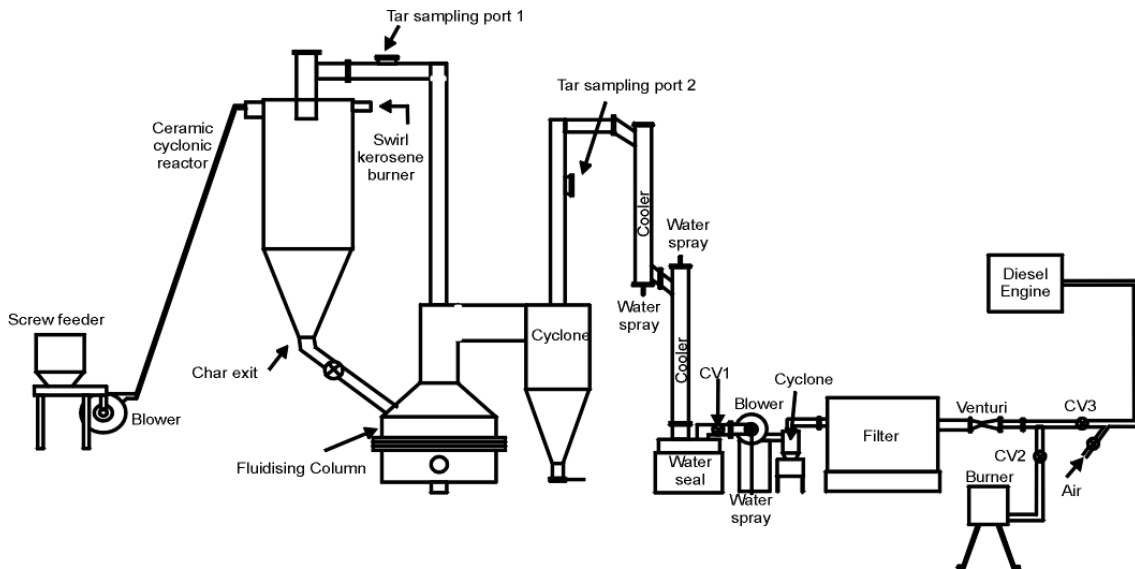 Tar sampling port 1
Tar sampling port 2
Ceramic
cyclonic
reactor
Swirl
kerosene
burner
Cooler
Water
spray
Diesel
Engine
Water
spray
Screw feeder
Cyclone
Char exit
Cooler
CV1
Cyclone
Blower
Venturi
CV3
Blower
Filter
Fluidising Column
Water
seal
CV2
Burner
Air
Water
spray